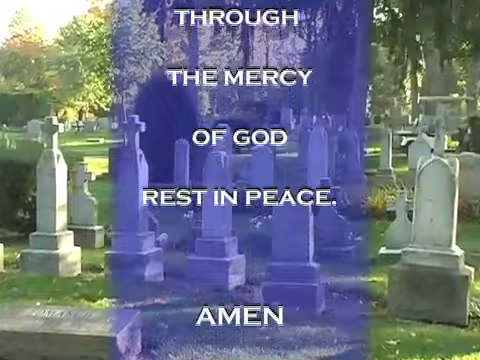 THROUGH
THE MERCY
OF GOD
REST IN PEACE.
AMEN